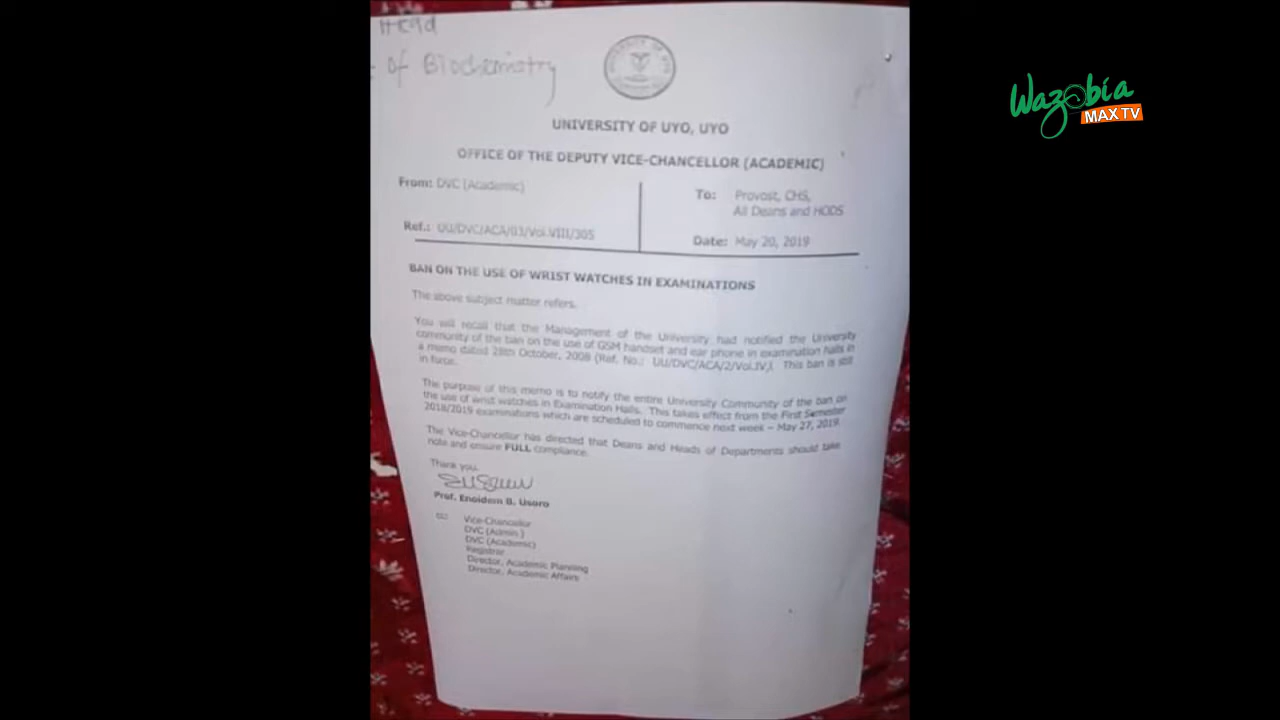 Head
of Biochemistry
UNIVERSITY OF UYO
Wazobia
MAX TV
UNIVERSITY OF UYO, UYO
OFFICE OF THE DEPUTY VICE-CHANCELLOR (ACADEMIC)
From: DVC (Academic)
To: Provost, CHS,
All Deans and HODS
Ref.: UU/DVC/ACA/03/Vol.VIII/305
Date: May 20, 2019
BAN ON THE USE OF WRIST WATCHES IN EXAMINATIONS
The above subject matter refers.
You will recall that the Management of the University had notified the University
community of the ban on the use of GSM handset and ear phone in examination halls in
a memo dated 28th October, 2008 (Ref. No.: UU/DVC/ACA/2/Vol.IV). This ban is still
in force.
The purpose of this memo is to notify the entire University Community of the ban on
the use of wrist watches in Examination Halls. This takes effect from the First Semester
2018/2019 examinations which are scheduled to commence next week – May 27, 2019.
The Vice-Chancellor has directed that Deans and Heads of Departments should take
note and ensure FULL compliance.
Thank you.
Prof. Enoidem B. Usoro
cc: Vice-Chancellor
DVC (Admin.)
DVC (Academic)
Registrar
Director, Academic Planning
Director, Academic Affairs